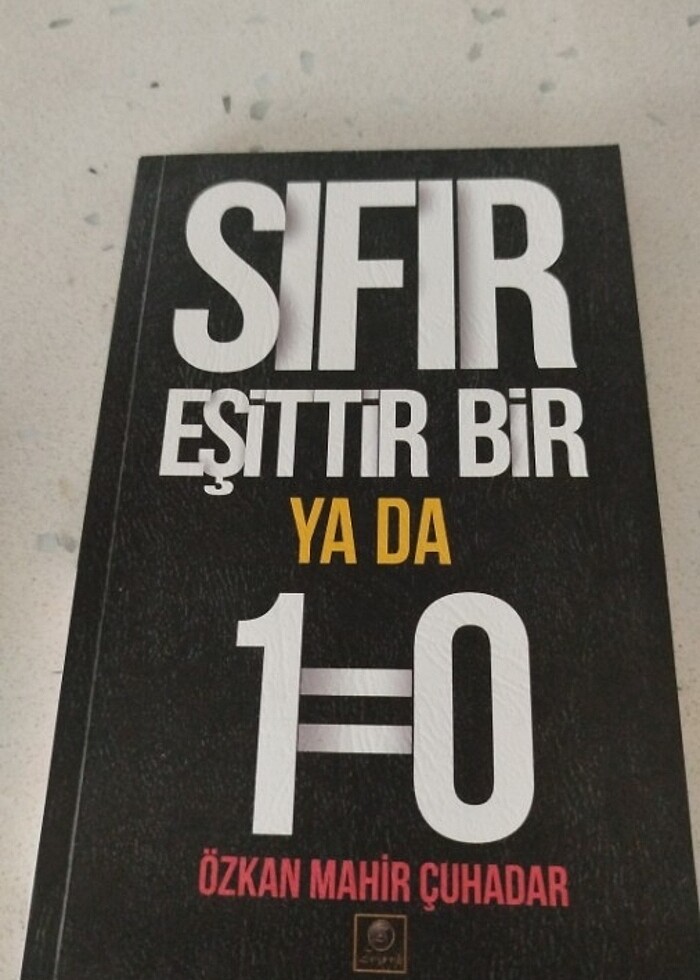 SIFIR
EŞİTTİR BİR
YA DA
1=0
ÖZKAN MAHİR ÇUHADAR